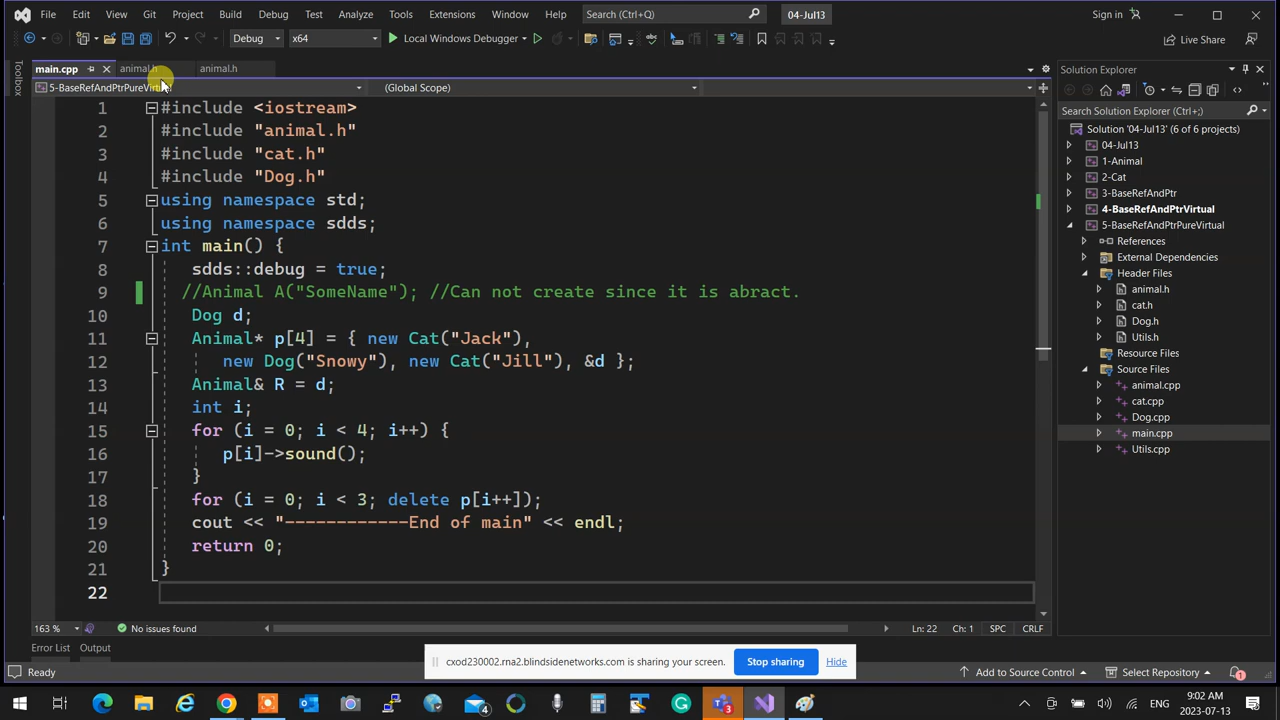 File Edit View Git Project Build Debug Test Analyze Tools Extensions Window Help Search (Ctrl+Q) 04-Jul13 Sign in
Debug x64 Local Windows Debugger Live Share
Toolbox
main.cpp animal.h animal.h
5-BaseRefAndPtrPureVirtual (Global Scope)
1 #include <iostream>
2 #include "animal.h"
3 #include "cat.h"
4 #include "Dog.h"
5 using namespace std;
6 using namespace sdds;
7 int main() {
8 sdds::debug = true;
9 //Animal A("SomeName"); //Can not create since it is abract.
10 Dog d;
11 Animal* p[4] = { new Cat("Jack"),
12 new Dog("Snowy"), new Cat("Jill"), &d };
13 Animal& R = d;
14 int i;
15 for (i = 0; i < 4; i++) {
16 p[i]->sound();
17 }
18 for (i = 0; i < 3; delete p[i++]);
19 cout << "------------End of main" << endl;
20 return 0;
21 }
22
163 % No issues found Ln: 22 Ch: 1 SPC CRLF
Error List Output
Solution Explorer
Search Solution Explorer (Ctrl+;)
Solution '04-Jul13' (6 of 6 projects)
04-Jul13
1-Animal
2-Cat
3-BaseRefAndPtr
4-BaseRefAndPtrVirtual
5-BaseRefAndPtrPureVirtual
References
External Dependencies
Header Files
animal.h
cat.h
Dog.h
Utils.h
Resource Files
Source Files
animal.cpp
cat.cpp
Dog.cpp
main.cpp
Utils.cpp
cxod230002.rna2.blindsidenetworks.com is sharing your screen. Stop sharing Hide
Ready Add to Source Control Select Repository 1
4 3 ENG 9:02 AM
2023-07-13